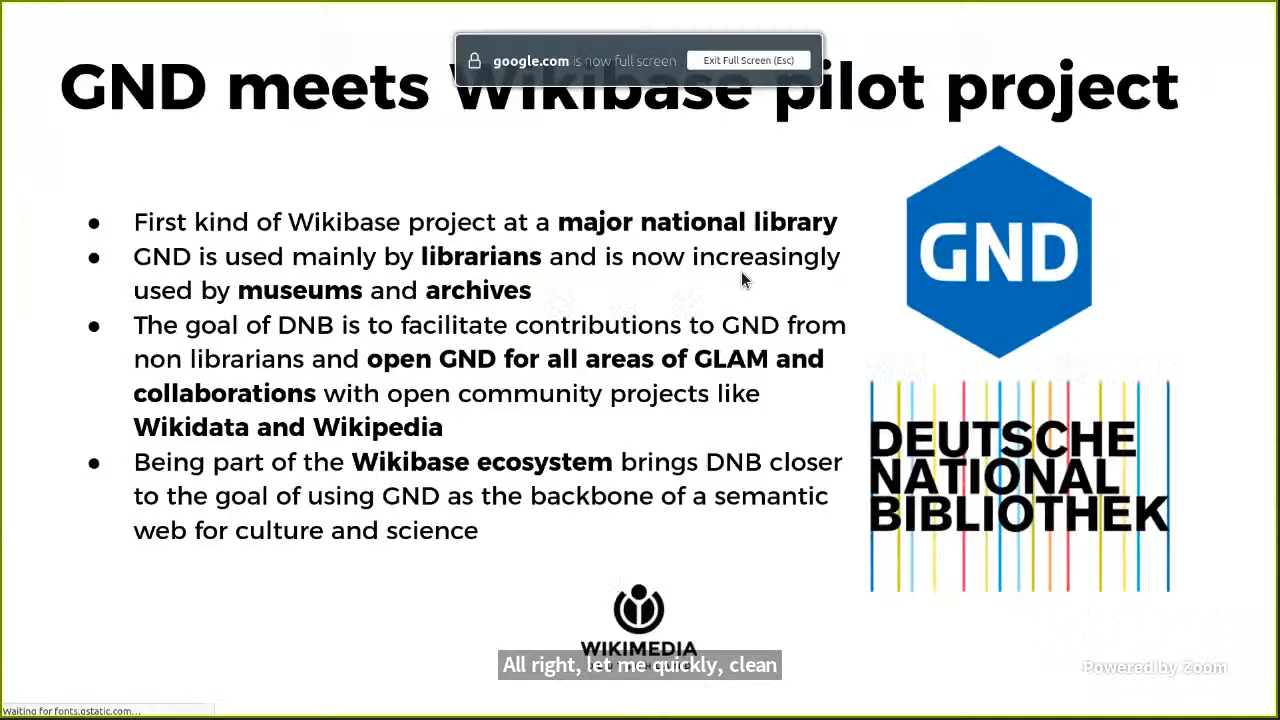 google.com is now full screen Exit Full Screen (Esc)
GND meets Wikibase pilot project
● First kind of Wikibase project at a major national library
● GND is used mainly by librarians and is now increasingly
used by museums and archives
● The goal of DNB is to facilitate contributions to GND from
non librarians and open GND for all areas of GLAM and
collaborations with open community projects like
Wikidata and Wikipedia
● Being part of the Wikibase ecosystem brings DNB closer
to the goal of using GND as the backbone of a semantic
web for culture and science
GND
DEUTSCHE
NATIONAL
BIBLIOTHEK
WIKIMEDIA
All right, let me quickly, clean
Powered by Zoom
Waiting for fonts.gstatic.com...